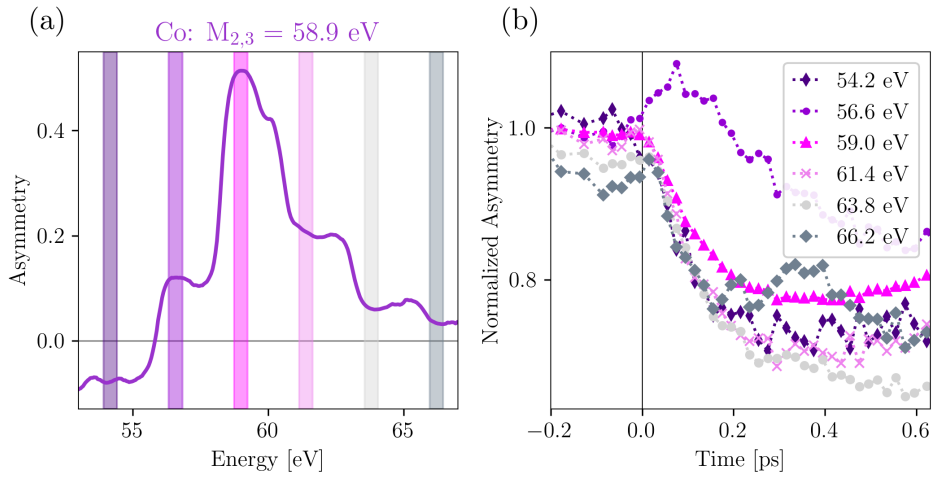 (a)
Co: M2,3 = 58.9 eV
Asymmetry
0.4
0.2
0.0
55
60
65
Energy [eV]
(b)
Normalized Asymmetry
1.0
0.8
−0.2
0.0
0.2
0.4
0.6
Time [ps]
54.2 eV
56.6 eV
59.0 eV
61.4 eV
63.8 eV
66.2 eV